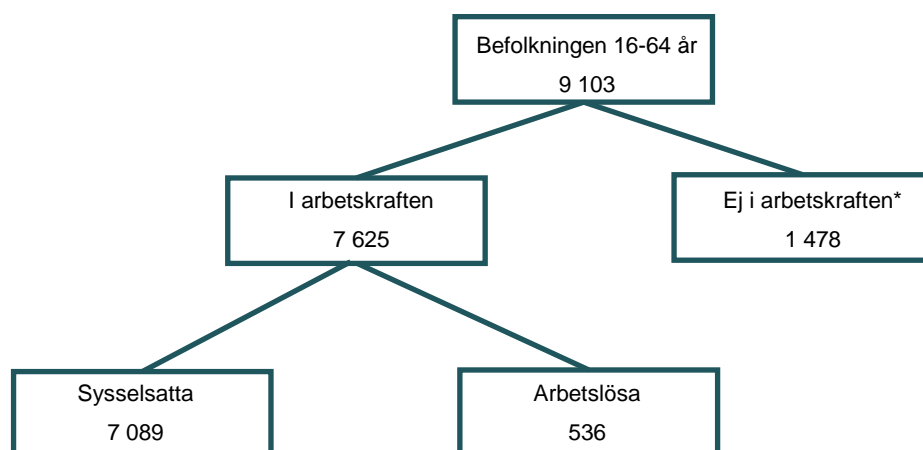 Befolkningen 16-64 år
9 103
I arbetskraften
7 625
Ej i arbetskraften*
1 478
Sysselsatta
7 089
Arbetslösa
536